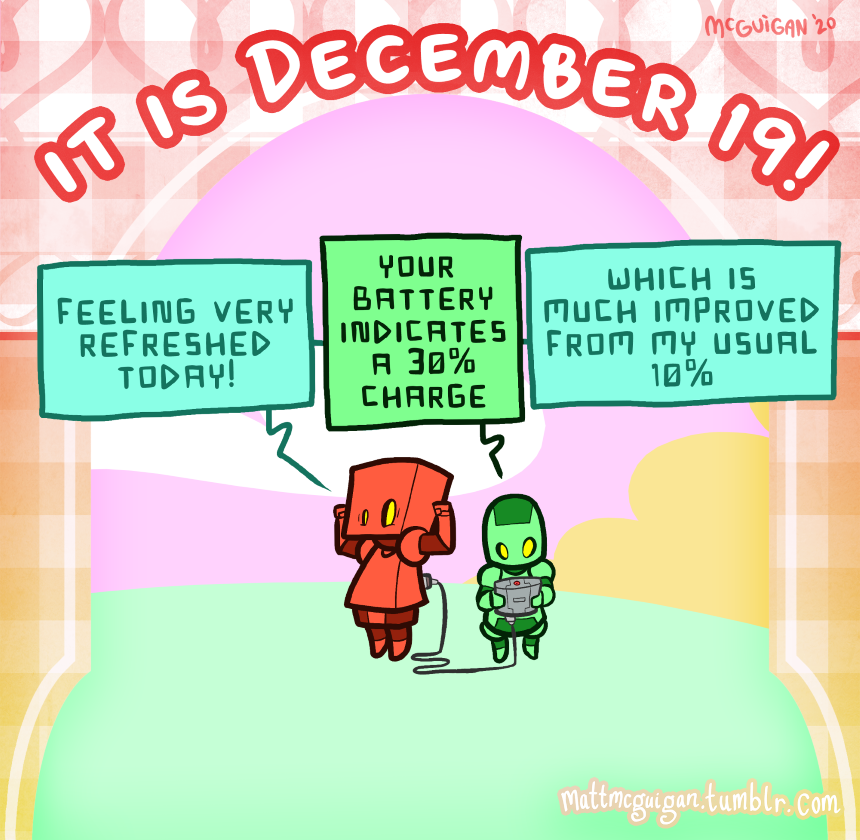 McGUiGAN '20
IT IS DECEMBER 19!
FEELING VERY
REFRESHED
TODAY!
YOUR
BATTERY
INDICATES
A 30%
CHARGE
WHICH IS
MUCH IMPROVED
FROM MY USUAL
10%
mattmcguigan.tumblr.com